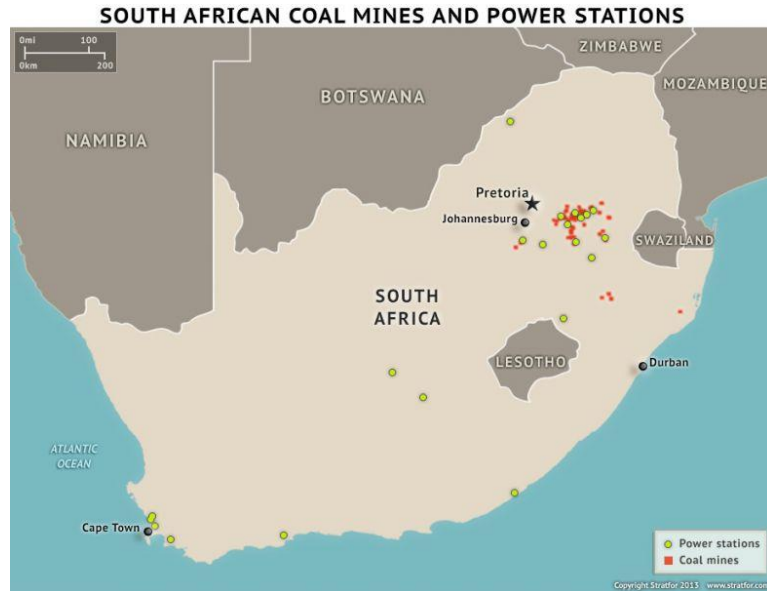 SOUTH AFRICAN COAL MINES AND POWER STATIONS
0mi 100
0km 200
ZIMBABWE
MOZAMBIQUE
BOTSWANA
NAMIBIA
Pretoria
Johannesburg
SWAZILAND
SOUTH
AFRICA
LESOTHO
Durban
ATLANTIC
OCEAN
Cape Town
Power stations
Coal mines
Copyright Stratfor 2013 www.stratfor.com